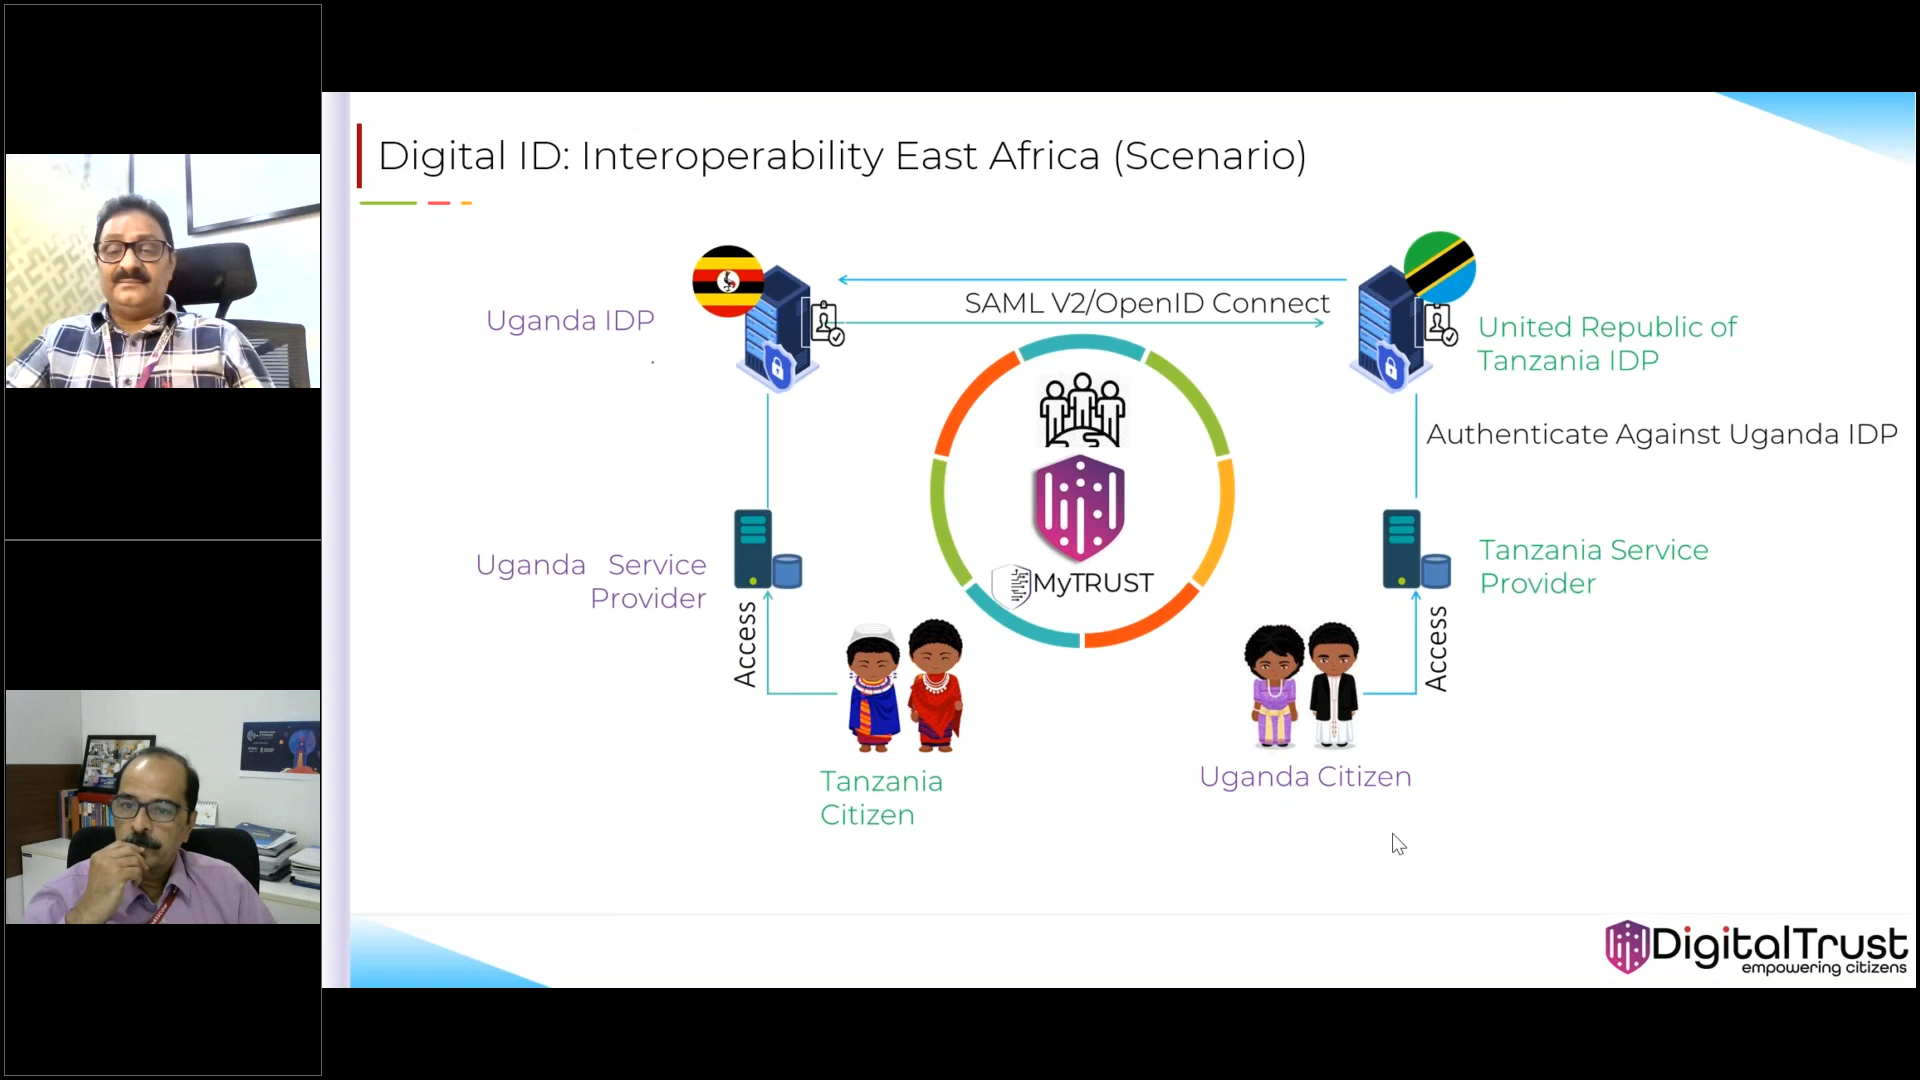 Digital ID: Interoperability East Africa (Scenario)
SAML V2/OpenID Connect
Uganda IDP
United Republic of
Tanzania IDP
Authenticate Against Uganda IDP
Uganda Service
Provider
MyTRUST
Tanzania Service
Provider
Access
Access
Tanzania
Citizen
Uganda Citizen
DigitalTrust
empowering citizens